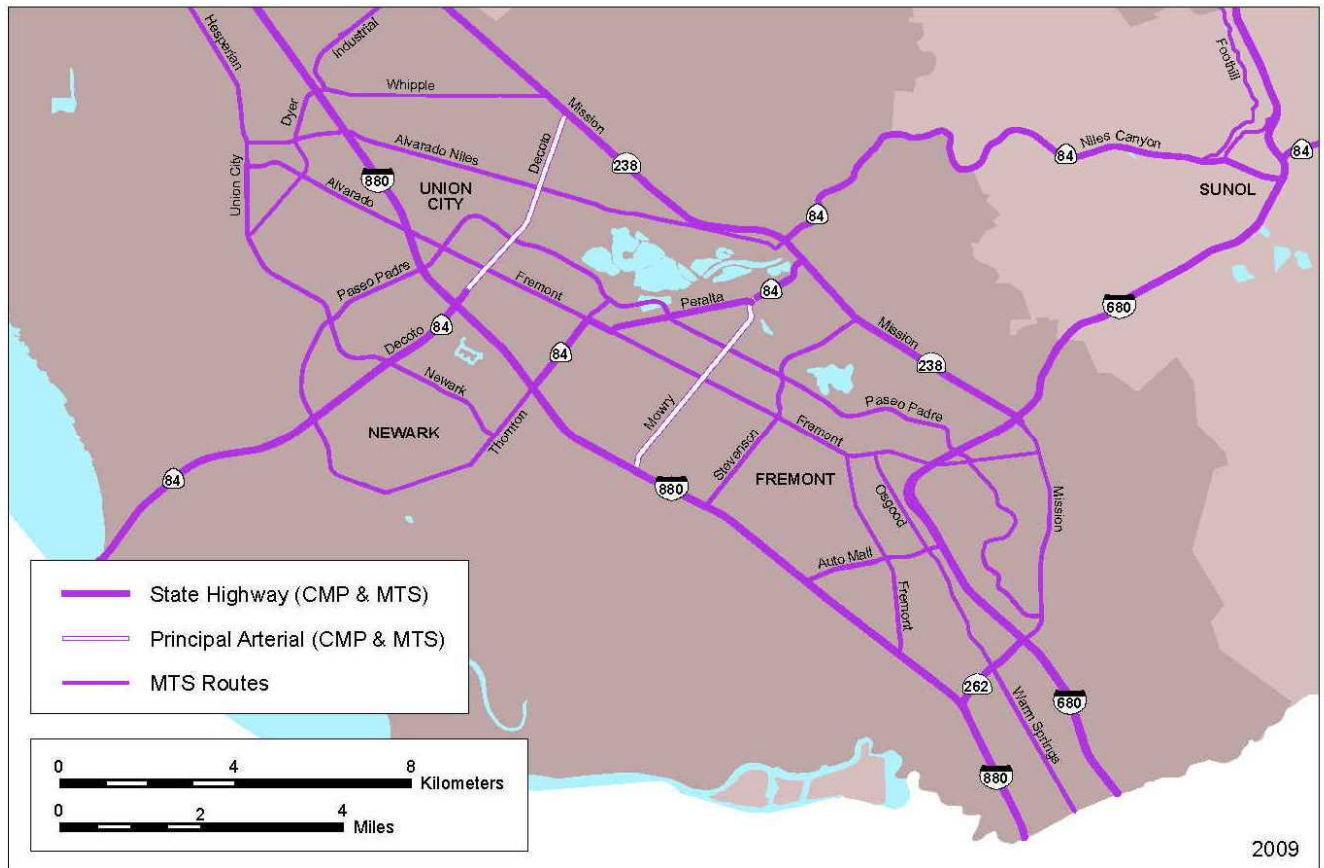 Hesperian
Industrial
Foothill
Whipple
Dyer
Mission
Decoto
Alvarado Niles
Niles Canyon
84
84
238
880
UNION
CITY
SUNOL
Union City
Alvarado
84
Passo Padre
Fremont
84
Peralta
680
Decoto
84
84
Mission
238
Newark
Mowry
Paseo Padre
NEWARK
Thornton
Fremont
Stevenson
84
880
FREMONT
Osgood
Mission
Auto Mall
Fremont
State Highway (CMP & MTS)
Principal Arterial (CMP & MTS)
MTS Routes
262
Warm Springs
680
880
0 4 8
Kilometers
0 2 4
Miles
2009